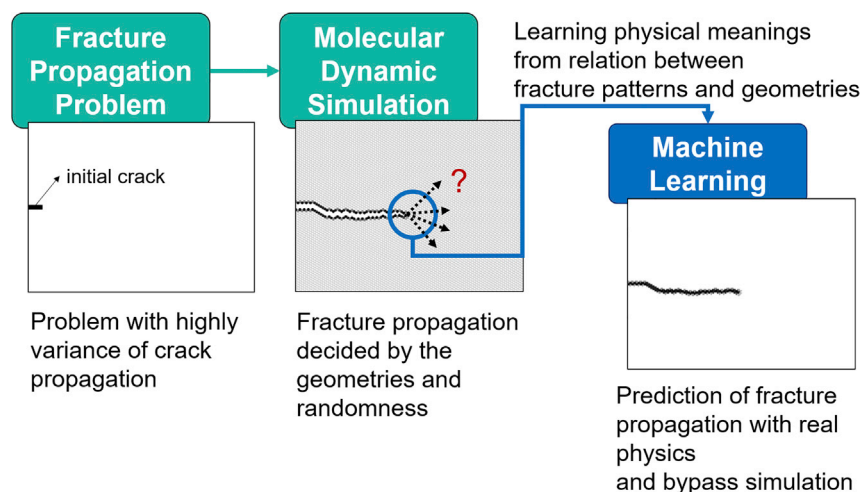 Fracture
Propagation
Problem
Molecular
Dynamic
Simulation
Learning physical meanings
from relation between
fracture patterns and geometries
Machine
Learning
initial crack
?
Problem with highly
variance of crack
propagation
Fracture propagation
decided by the
geometries and
randomness
Prediction of fracture
propagation with real
physics
and bypass simulation